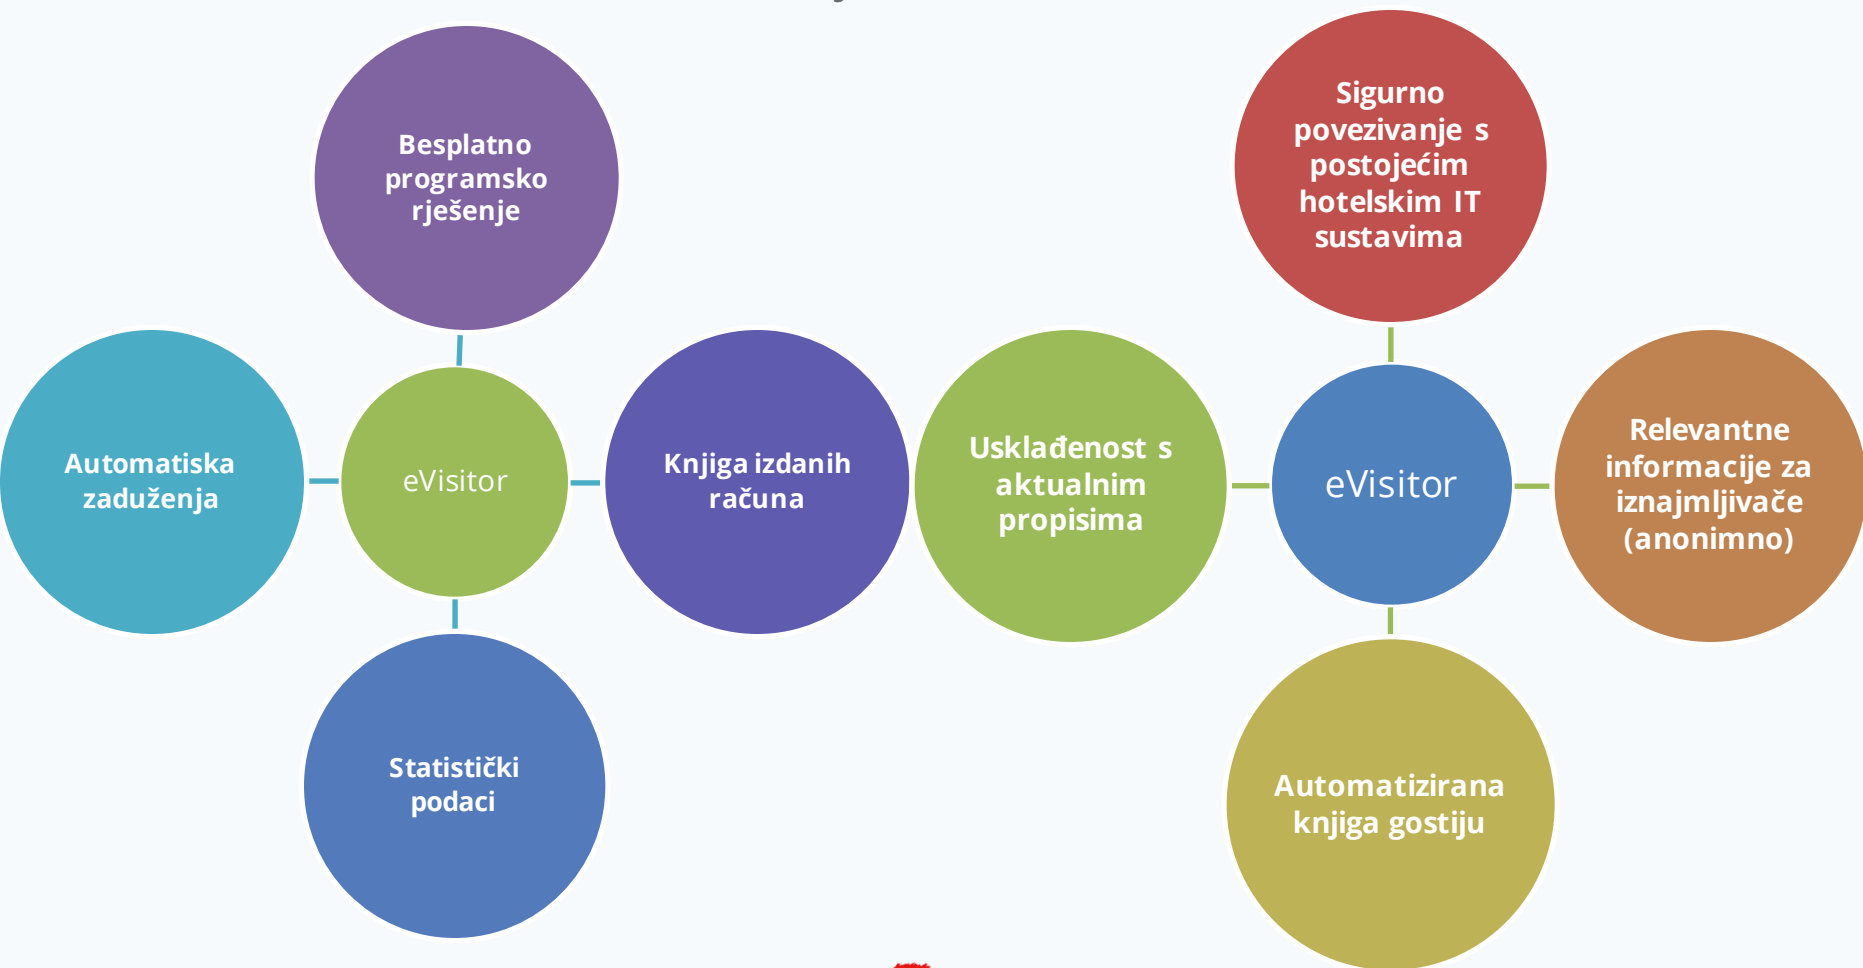 Besplatno
programsko
rješenje
Automatiska
zaduženja
eVisitor
Knjiga izdanih
računa
Statistički
podaci
Sigurno
povezivanje s
postojećim
hotelskim IT
sustavima
Usklađenost s
aktualnim
propisima
eVisitor
Relevantne
informacije za
iznajmljivače
(anonimno)
Automatizirana
knjiga gostiju